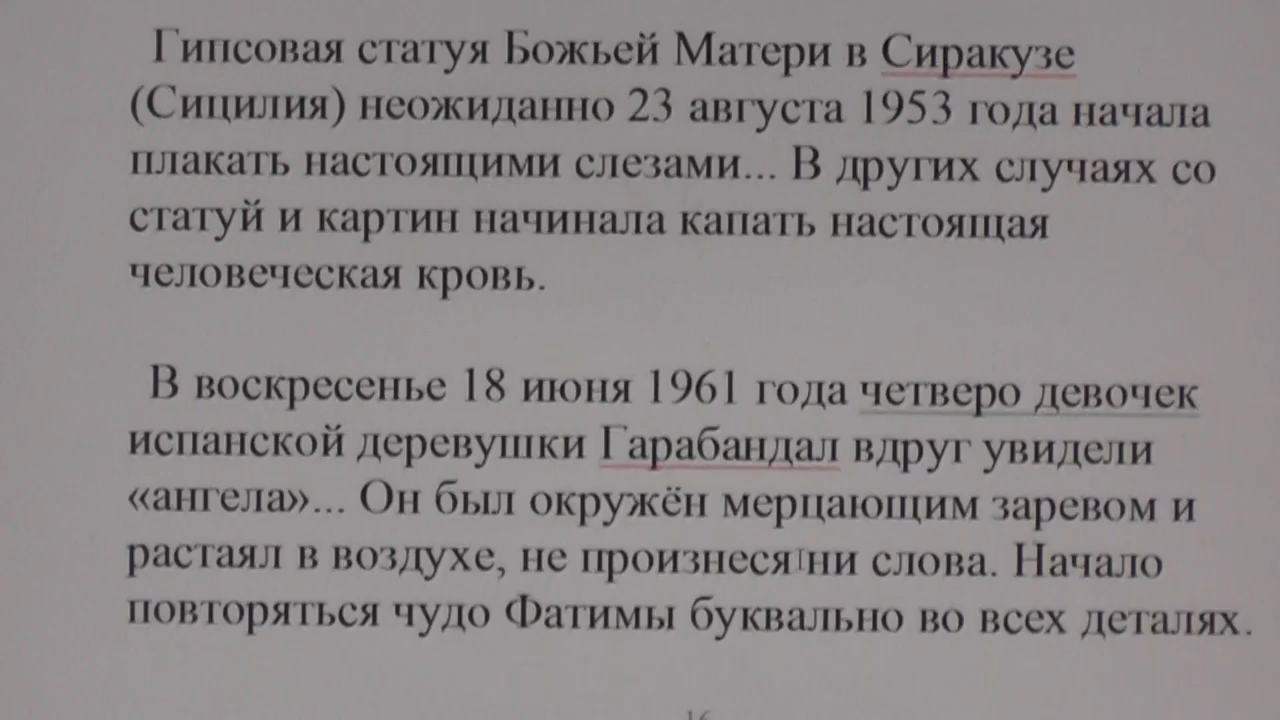 Гипсовая статуя Божьей Матери в Сиракузе
(Сицилия) неожиданно 23 августа 1953 года начала
плакать настоящими слезами... В других случаях со
статуй и картин начинала капать настоящая
человеческая кровь.
В воскресенье 18 июня 1961 года четверо девочек
испанской деревушки Гарабандал вдруг увидели
«ангела»... Он был окружён мерцающим заревом и
растаял в воздухе, не произнеся ни слова. Начало
повторяться чудо Фатимы буквально во всех деталях.